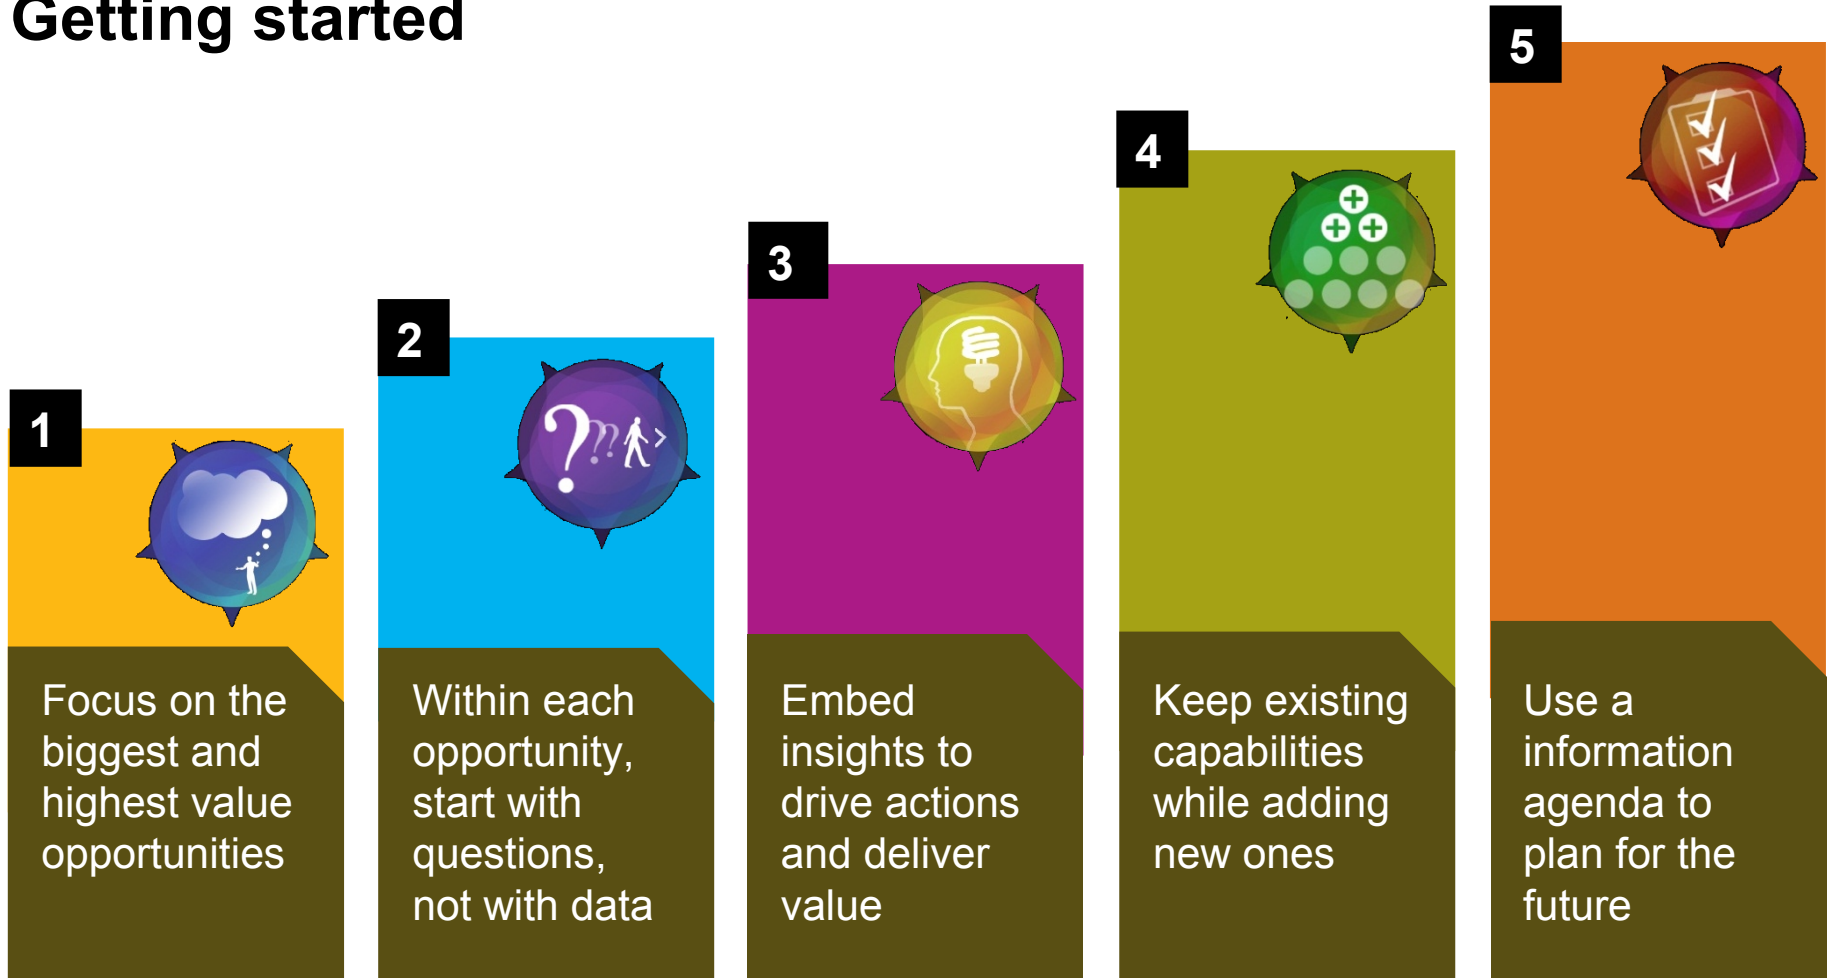 Getting started
1
Focus on the
biggest and
highest value
opportunities
2
Within each
opportunity,
start with
questions,
not with data
3
Embed
insights to
drive actions
and deliver
value
4
Keep existing
capabilities
while adding
new ones
5
Use a
information
agenda to
plan for the
future